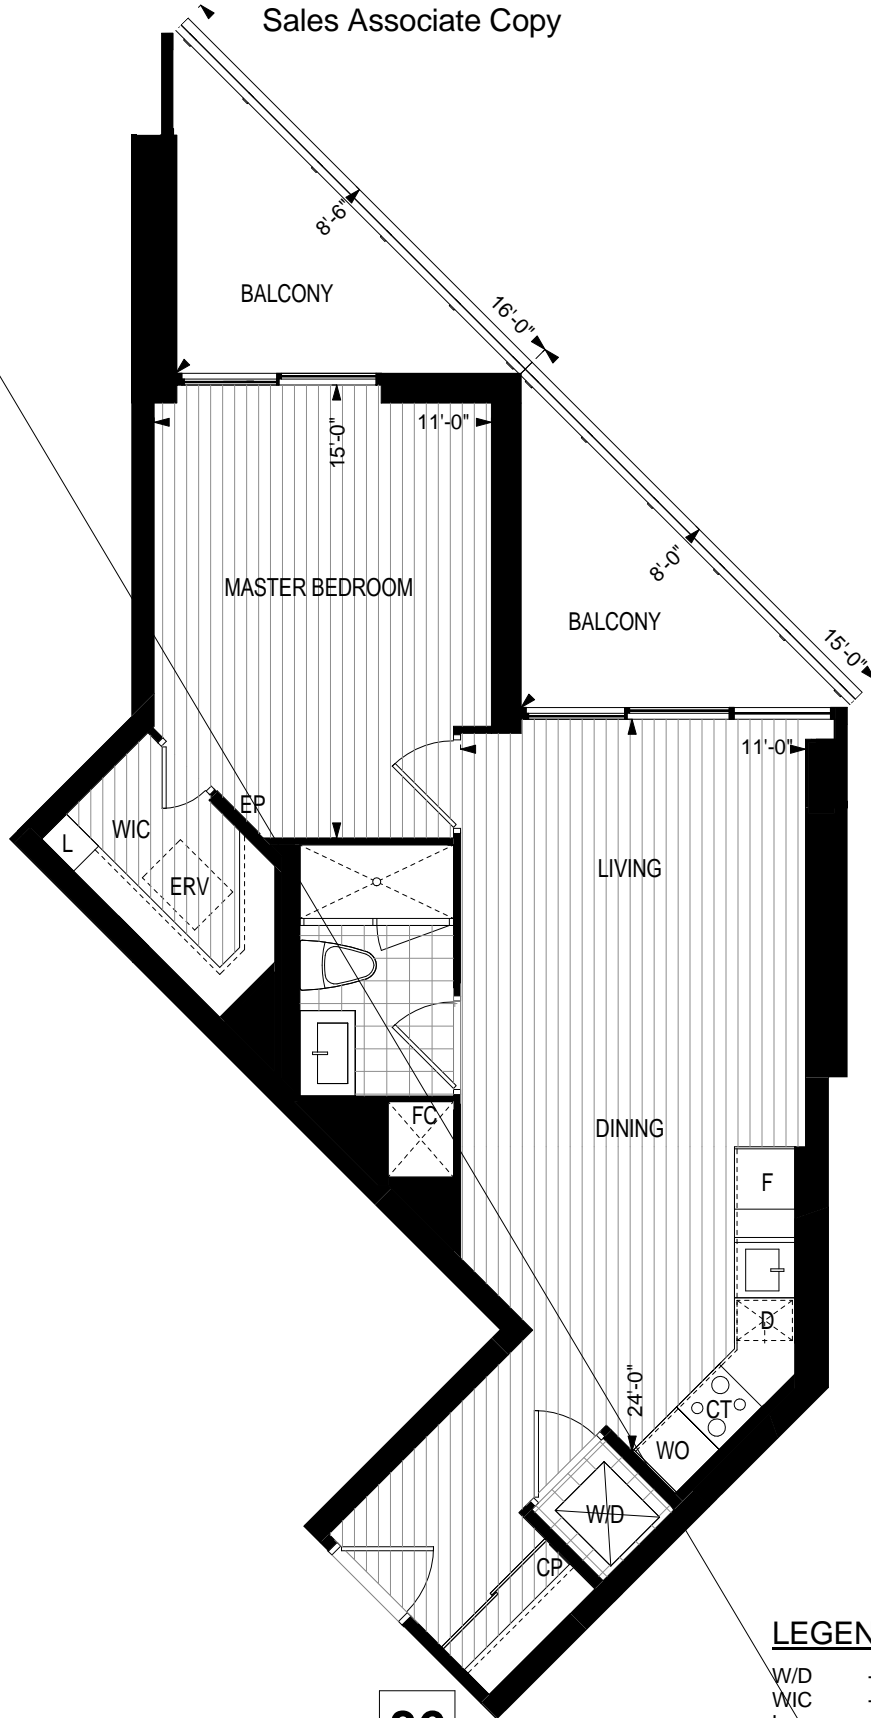 Sales Associate Copy
8'-6"
BALCONY
16'-0"
15'-0"
11'-0"
MASTER BEDROOM
8'-0"
BALCONY
15'-0"
11'-0"
EP
WIC
L
LIVING
ERV
FC
DINING
F
D
24'-0"
CT
WO
W/D
CP
LEGEN
W/D -
WIC -